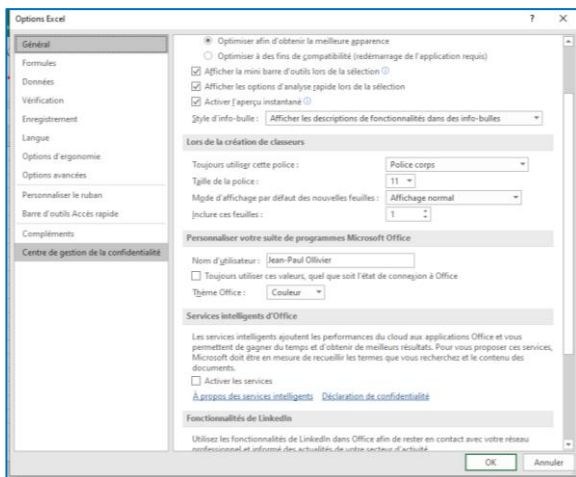 Options Excel
?
Général
Formules
Données
Vérification
Enregistrement
Langue
Options d'ergonomie
Options avancées
Personnaliser le ruban
Barre d'outils Accès rapide
Compléments
Centre de gestion de la confidentialité
Optimiser afin d'obtenir la meilleure apparence
Optimiser à des fins de compatibilité (redémarrage de l'application requis)
Afficher la mini barre d'outils lors de la sélection
Afficher les options d'analyse rapide lors de la sélection
Activer l'aperçu instantané
Style d'info-bulle : Afficher les descriptions de fonctionnalités dans des info-bulles
Lors de la création de classeurs
Toujours utiliser cette police : Police corps
Taille de la police : 11
Mode d'affichage par défaut des nouvelles feuilles : Affichage normal
Inclure ces feuilles : 1
Personnaliser votre suite de programmes Microsoft Office
Nom d'utilisateur : Jean-Paul Ollivier
Toujours utiliser ces valeurs, quel que soit l'état de connexion à Office
Thème Office : Couleur
Services intelligents d'Office
Les services intelligents ajoutent les performances du cloud aux applications Office et vous
permettent de gagner du temps et d'obtenir de meilleurs résultats. Pour vous proposer ces services,
Microsoft doit être en mesure de recueillir les termes que vous recherchez et le contenu des
documents.
Activer les services
À propos des services intelligents Déclaration de confidentialité
Fonctionnalités de LinkedIn
Utilisez les fonctionnalités de LinkedIn dans Office afin de rester en contact avec votre réseau
professionnel et informé des actualités de votre secteur d'activité.
OK Annuler